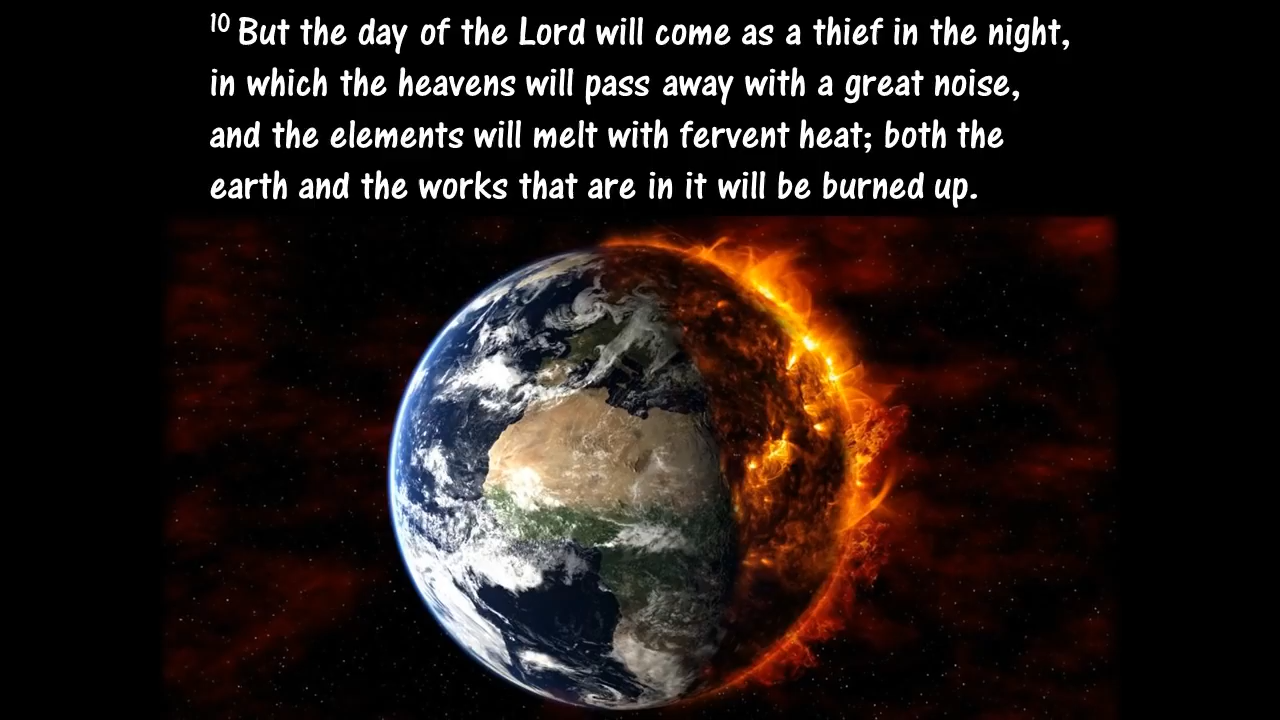 10 But the day of the Lord will come as a thief in the night,
in which the heavens will pass away with a great noise,
and the elements will melt with fervent heat; both the
earth and the works that are in it will be burned up.